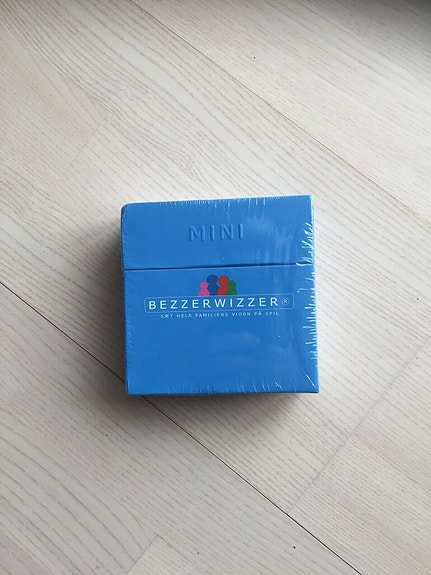 MINI
BEZZERWIZZER®
SÆT HELE FAMILIENS VIDEN PÅ SPIL